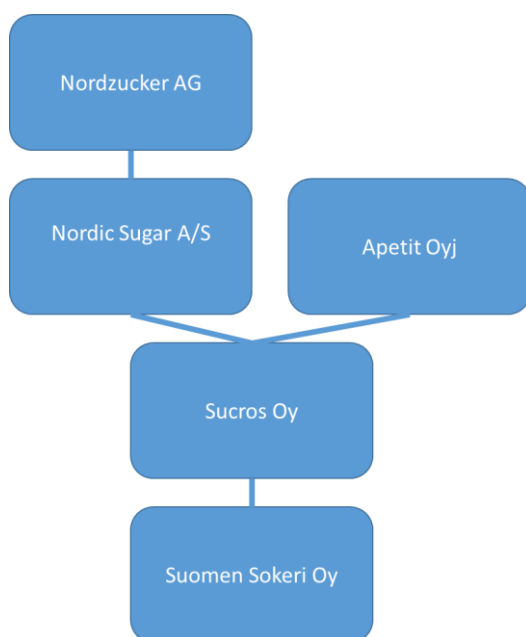 Nordzucker AG
Nordic Sugar A/S
Apetit Oyj
Sucros Oy
Suomen Sokeri Oy